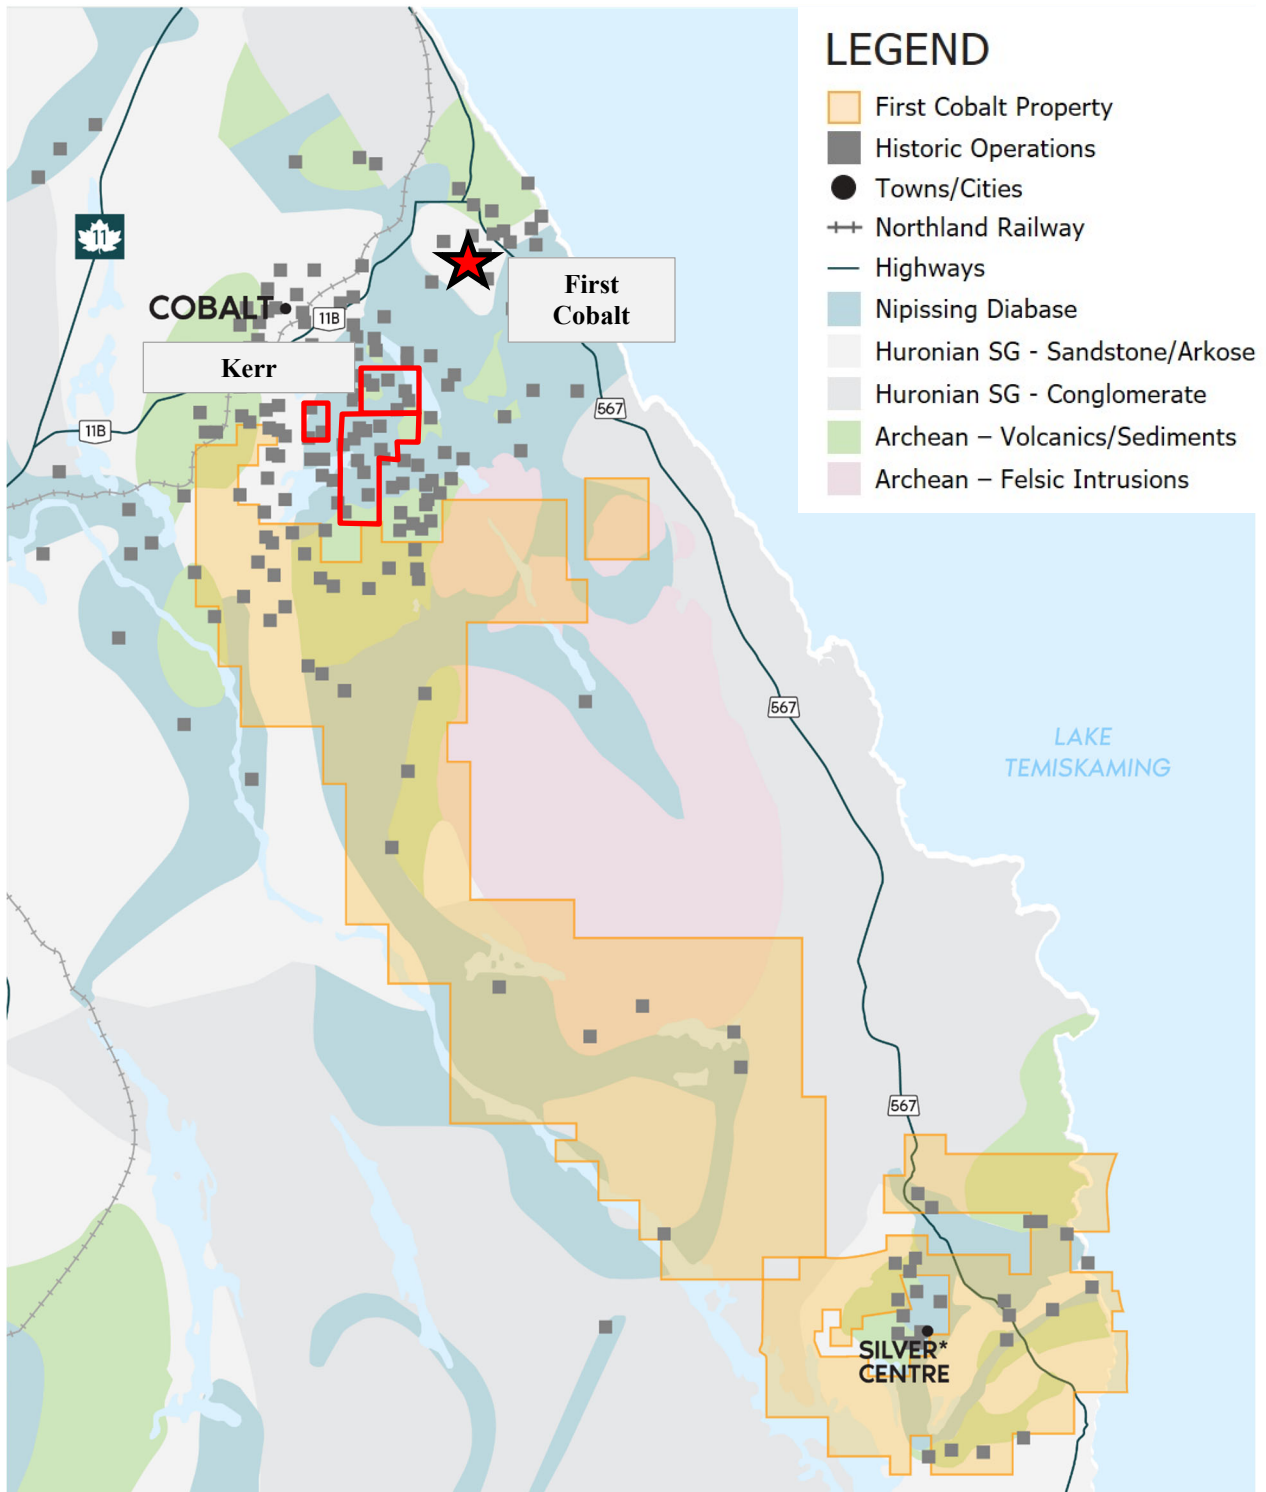 LEGEND
First Cobalt Property
Historic Operations
Towns/Cities
Northland Railway
Highways
Nipissing Diabase
Huronian SG - Sandstone/Arkose
Huronian SG - Conglomerate
Archean – Volcanics/Sediments
Archean – Felsic Intrusions
11
COBALT
11B
First
Cobalt
Kerr
567
11B
567
LAKE
TEMISKAMING
567
SILVER*
CENTRE